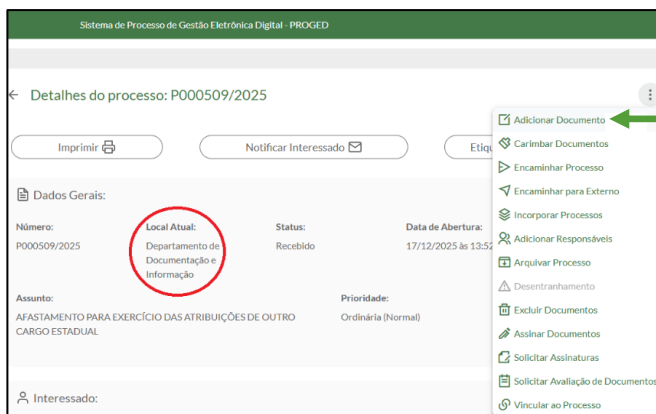 Sistema de Processo de Gestão Eletrônica Digital - PROGED
Detalhes do processo: P000509/2025
Imprimir
Notificar Interessado
Etiqu
Dados Gerais:
Número:
P000509/2025
Local Atual:
Departamento de
Documentação e
Informação
Status:
Recebido
Data de Abertura:
17/12/2025 às 13:52
Assunto:
AFASTAMENTO PARA EXERCÍCIO DAS ATRIBUIÇÕES DE OUTRO
CARGO ESTADUAL
Prioridade:
Ordinária (Normal)
Interessado:
Adicionar Documento
Carimbar Documentos
Encaminhar Processo
Encaminhar para Externo
Incorporar Processos
Adicionar Responsáveis
Arquivar Processo
Desentranhamento
Excluir Documentos
Assinar Documentos
Solicitar Assinaturas
Solicitar Avaliação de Documentos
Vincular ao Processo